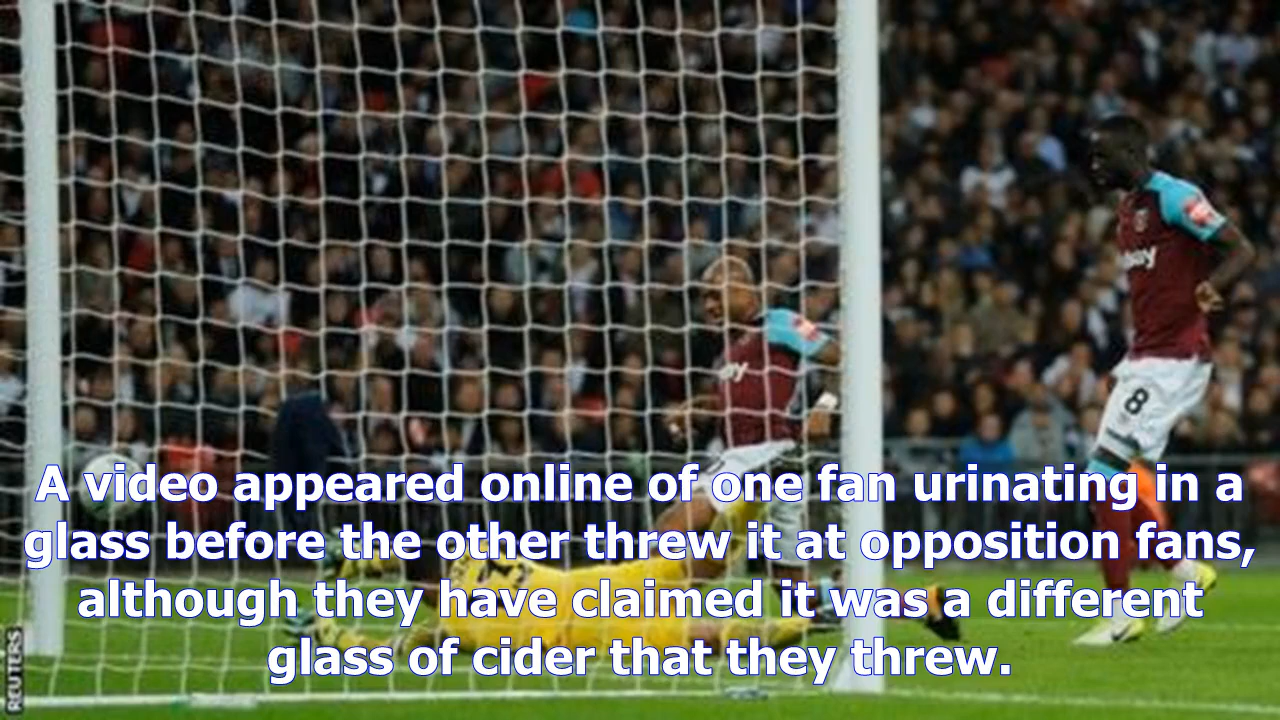 A video appeared online of one fan urinating in a
glass before the other threw it at opposition fans,
although they have claimed it was a different
glass of cider that they threw.
8
REUTERS